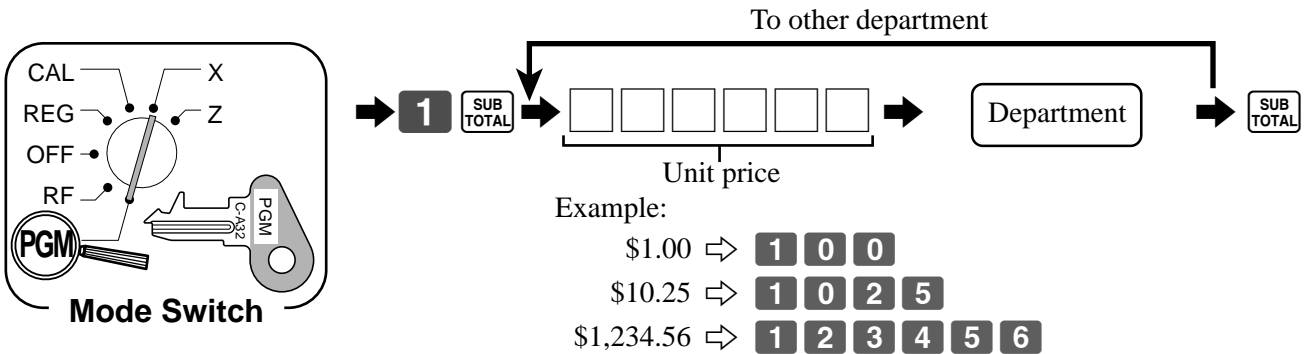 To other department
CAL
X
REG
Z
OFF
RF
PGM
PGM
C-A32
Mode Switch
1 SUB TOTAL
Department
SUB TOTAL
Unit price
Example:
$1.00 ⇨ 1 0 0
$10.25 ⇨ 1 0 2 5
$1,234.56 ⇨ 1 2 3 4 5 6